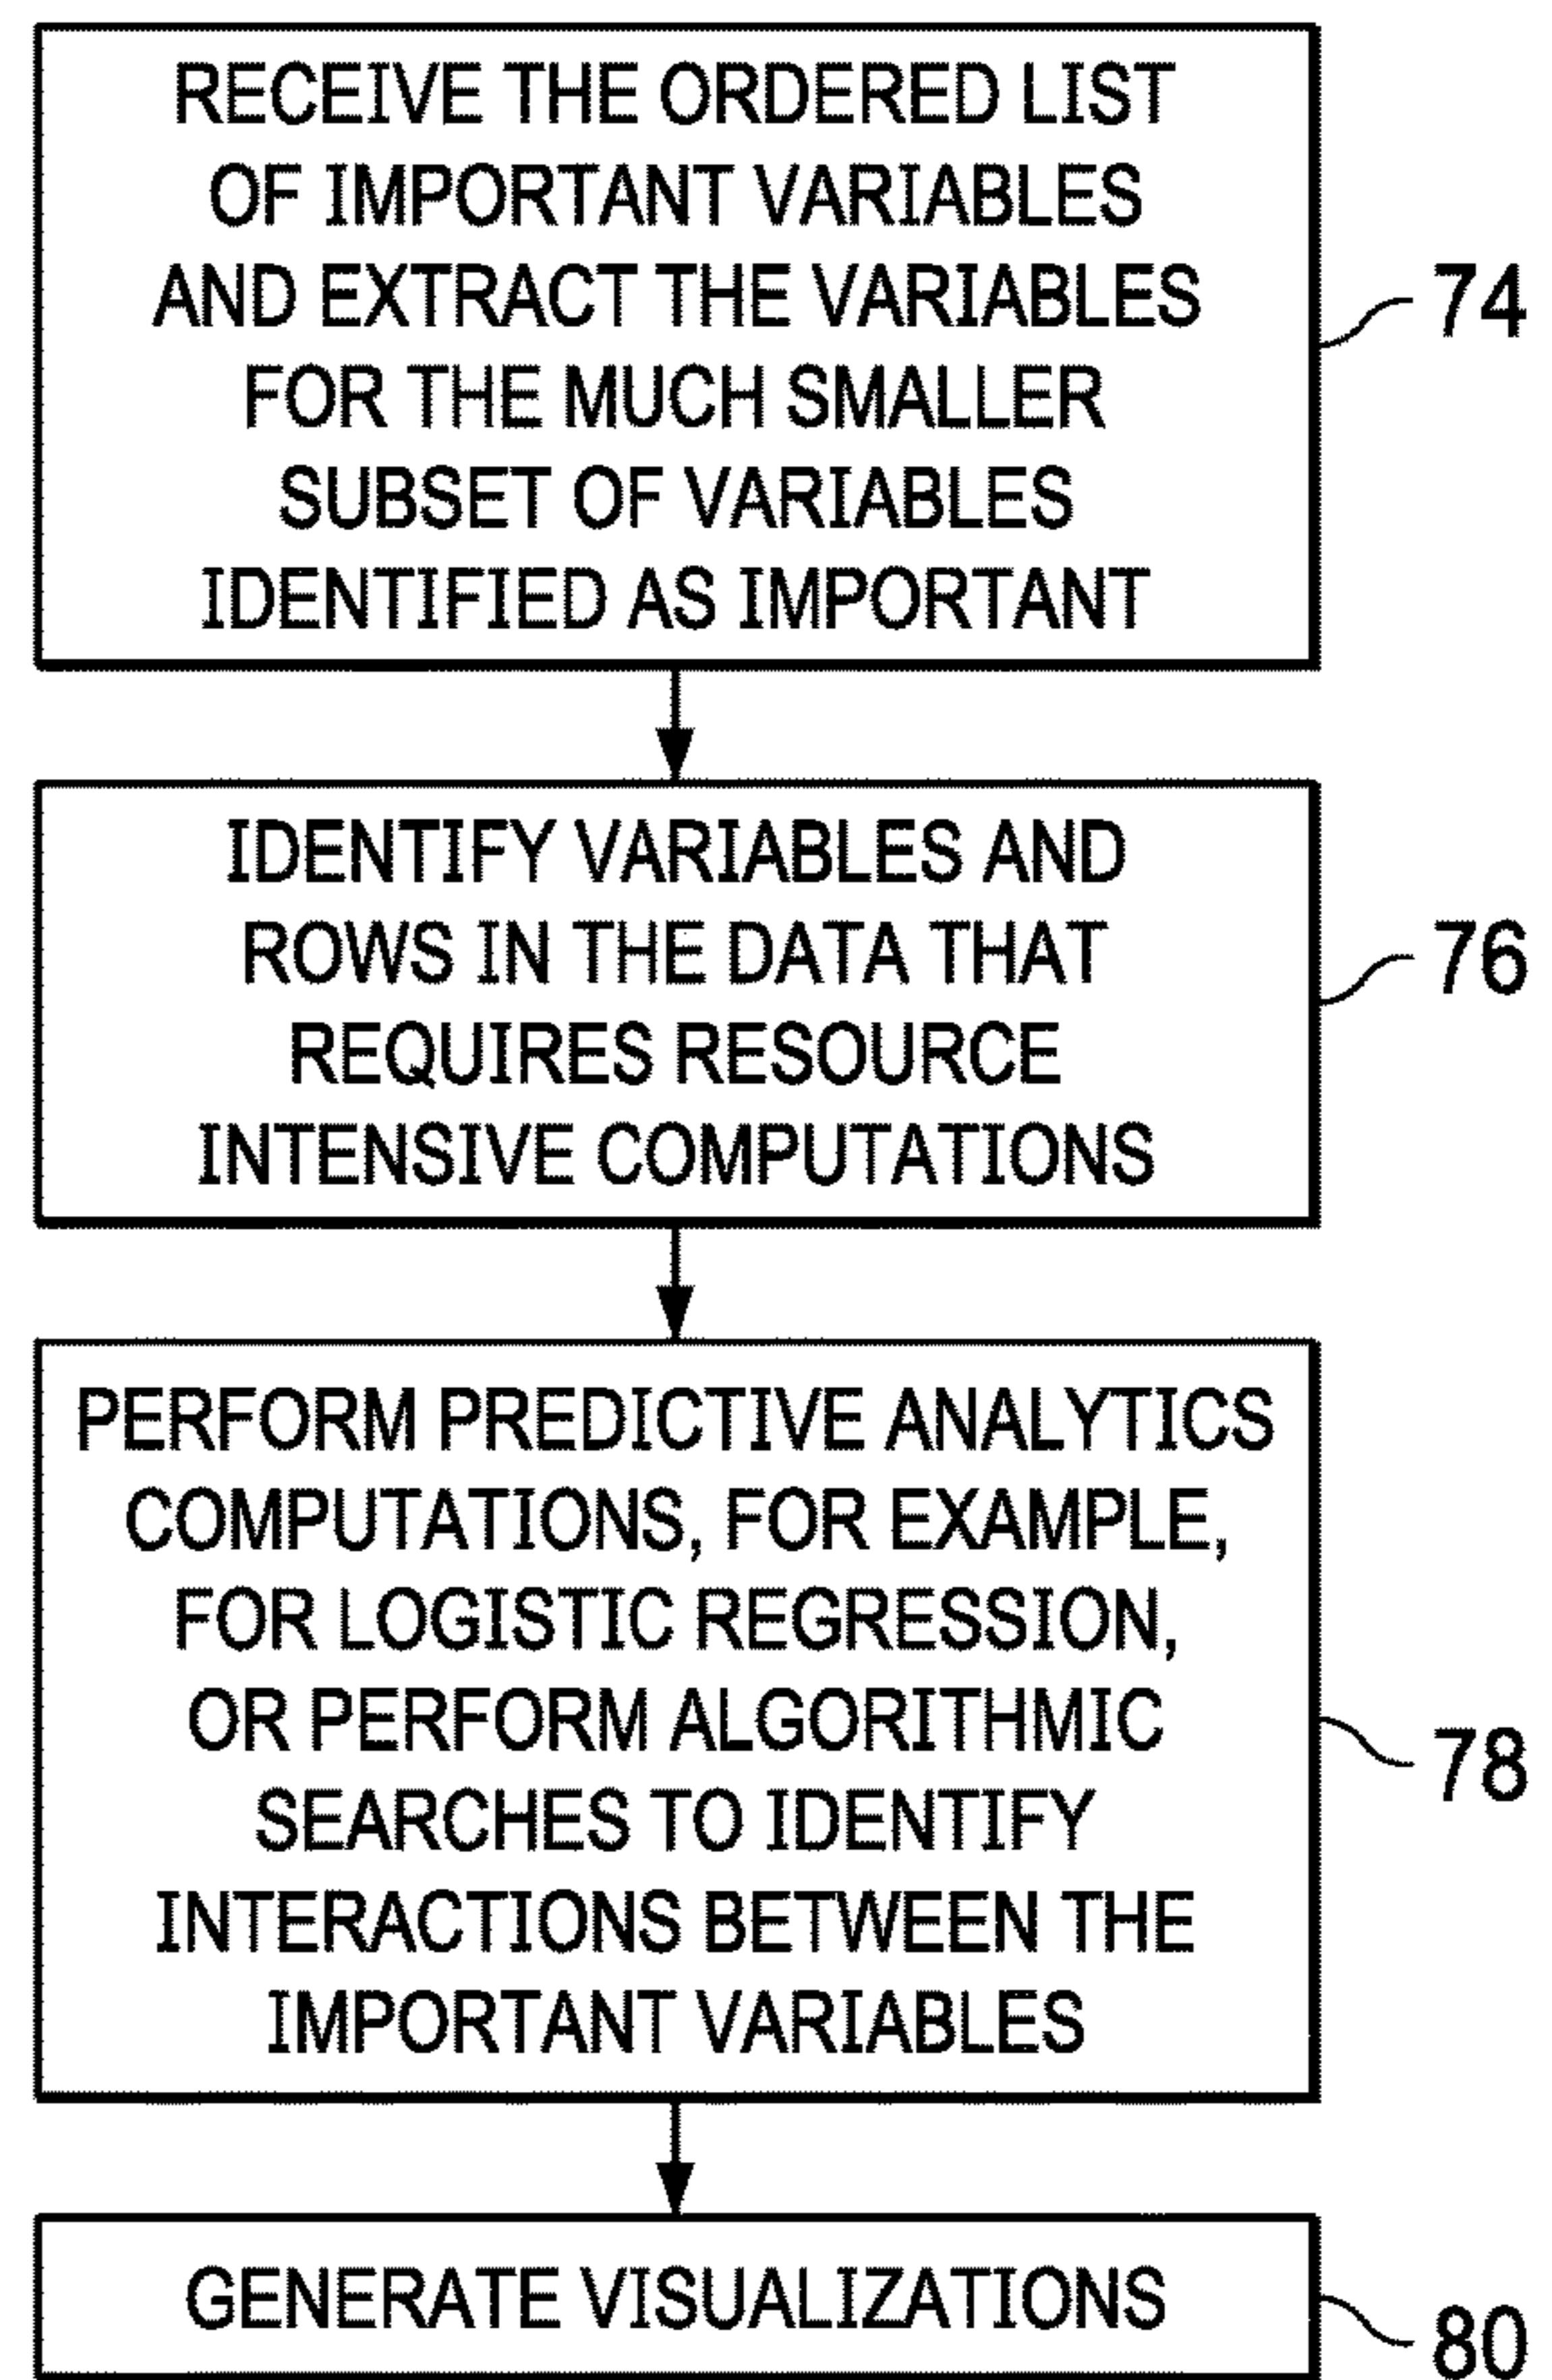 RECEIVE THE ORDERED LIST
OF IMPORTANT VARIABLES
AND EXTRACT THE VARIABLES
FOR THE MUCH SMALLER
SUBSET OF VARIABLES
IDENTIFIED AS IMPORTANT
74
IDENTIFY VARIABLES AND
ROWS IN THE DATA THAT
REQUIRES RESOURCE
INTENSIVE COMPUTATIONS
76
PERFORM PREDICTIVE ANALYTICS
COMPUTATIONS, FOR EXAMPLE,
FOR LOGISTIC REGRESSION,
OR PERFORM ALGORITHMIC
SEARCHES TO IDENTIFY
INTERACTIONS BETWEEN THE
IMPORTANT VARIABLES
78
GENERATE VISUALIZATIONS
80